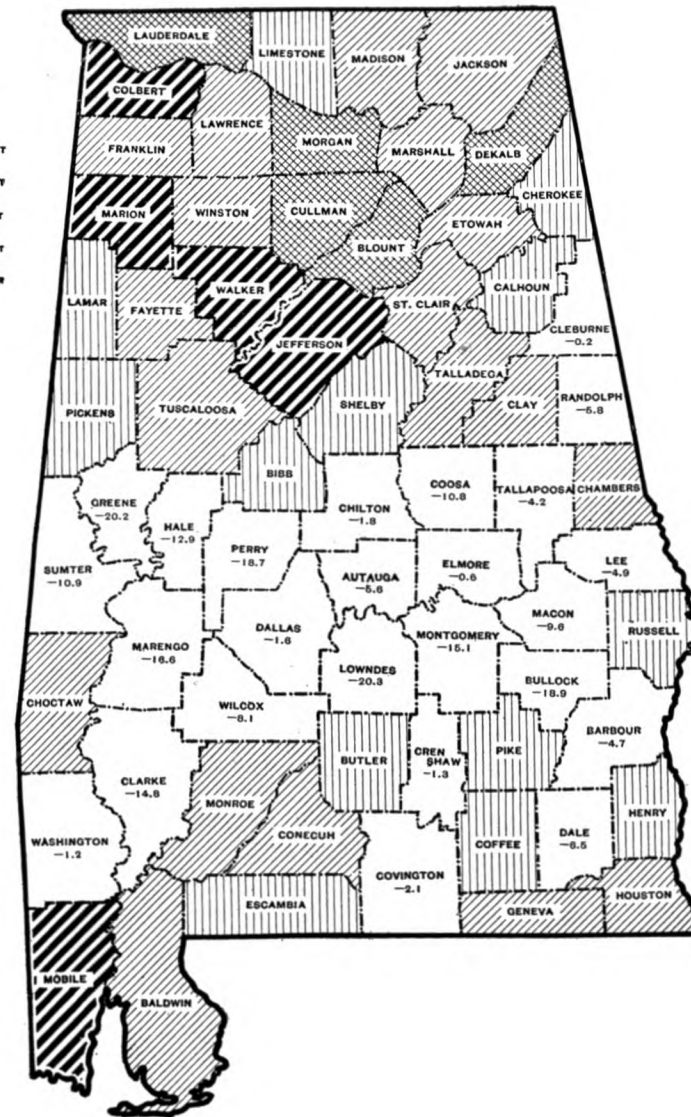 LAUDERDALE
LIMESTONE
MADISON
JACKSON
COLBERT
LAWRENCE
FRANKLIN
MORGAN
MARSHALL
DEKALB
CHEROKEE
MARION
WINSTON
CULLMAN
BLOUNT
ETOWAH
LAMAR
FAYETTE
WALKER
JEFFERSON
ST. CLAIR
CALHOUN
CLEBURNE
—0.2
PICKENS
TUSCALOOSA
SHELBY
TALLADEGA
CLAY
RANDOLPH
—5.8
BIBB
GREENE
—20.2
HALE
—12.9
PERRY
—18.7
CHILTON
—1.8
COOSA
—10.8
TALLAPOOSA
—4.2
CHAMBERS
SUMTER
—10.9
AUTAUGA
—5.6
ELMORE
—0.6
LEE
—4.9
MACON
—9.6
RUSSELL
MARENGO
—16.6
DALLAS
—1.6
LOWNDES
—20.3
MONTGOMERY
—15.1
BULLOCK
—18.9
CHOCTAW
WILCOX
—8.1
BUTLER
CREN
SHAW
—1.3
PIKE
BARBOUR
—4.7
CLARKE
—14.8
MONROE
CONECUH
WASHINGTON
—1.2
COFFEE
DALE
—6.5
HENRY
ESCAMBIA
COVINGTON
—2.1
GENEVA
HOUSTON
MOBILE
BALDWIN